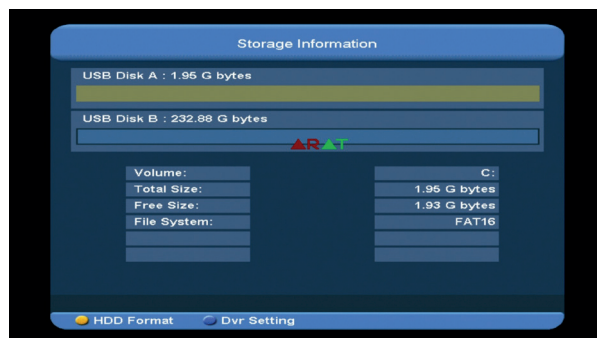 Storage Information
USB Disk A : 1.95 G bytes
USB Disk B : 232.88 G bytes
ARAT
Volume: C:
Total Size: 1.95 G bytes
Free Size: 1.93 G bytes
File System: FAT16
HDD Format Dvr Setting